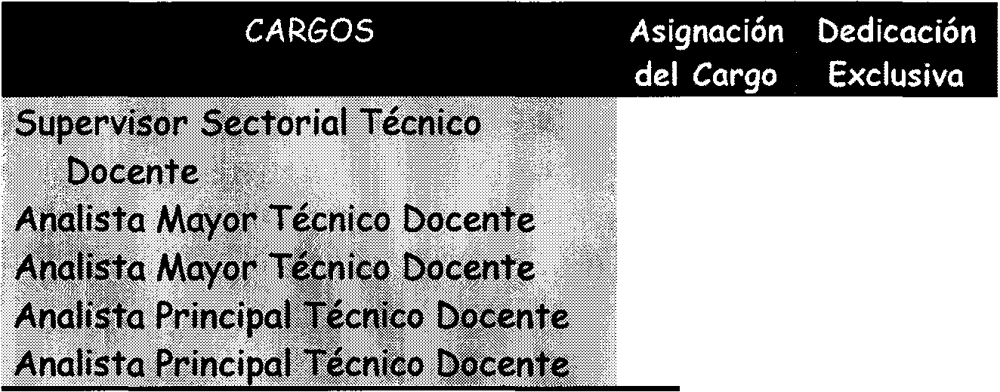 CARGOS Asignación Dedicación
del Cargo Exclusiva
Supervisor Sectorial Técnico
Docente
Analista Mayor Técnico Docente
Analista Mayor Técnico Docente
Analista Principal Técnico Docente
Analista Principal Técnico Docente